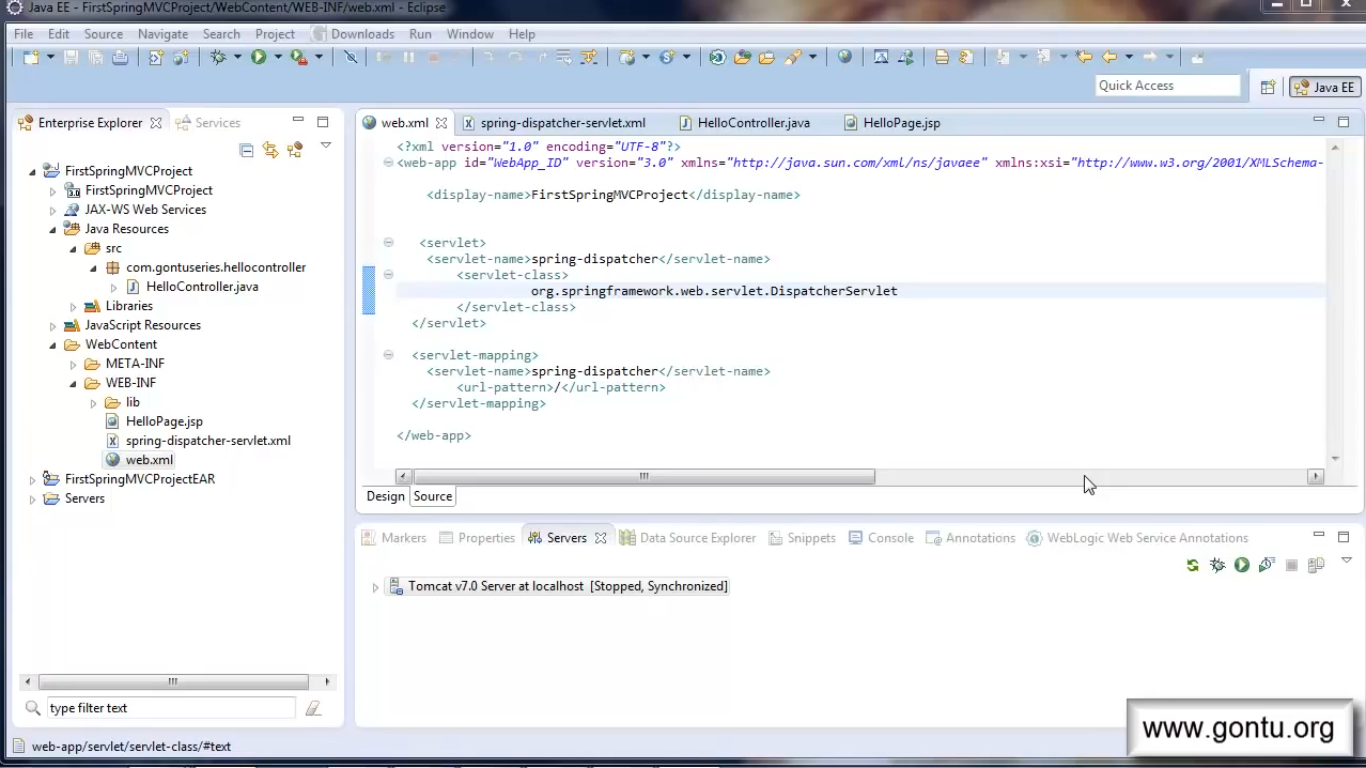 Java EE - FirstSpringMVCProject/WebContent/WEB-INF/web.xml - Eclipse
File Edit Source Navigate Search Project Downloads Run Window Help
Quick Access
Java EE
Enterprise Explorer
Services
FirstSpringMVCProject
FirstSpringMVCProject
JAX-WS Web Services
Java Resources
src
com.gontuseries.hellocontroller
HelloController.java
Libraries
JavaScript Resources
WebContent
META-INF
WEB-INF
lib
HelloPage.jsp
spring-dispatcher-servlet.xml
web.xml
FirstSpringMVCProjectEAR
Servers
type filter text
web.xml spring-dispatcher-servlet.xml HelloController.java HelloPage.jsp
<?xml version="1.0" encoding="UTF-8"?>
<web-app id="WebApp_ID" version="3.0" xmlns="http://java.sun.com/xml/ns/javaee" xmlns:xsi="http://www.w3.org/2001/XMLSchema-
<display-name>FirstSpringMVCProject</display-name>
<servlet>
<servlet-name>spring-dispatcher</servlet-name>
<servlet-class>
org.springframework.web.servlet.DispatcherServlet
</servlet-class>
</servlet>
<servlet-mapping>
<servlet-name>spring-dispatcher</servlet-name>
<url-pattern>/</url-pattern>
</servlet-mapping>
</web-app>
Design Source
Markers Properties Servers Data Source Explorer Snippets Console Annotations WebLogic Web Service Annotations
Tomcat v7.0 Server at localhost [Stopped, Synchronized]
www.gontu.org
web-app/servlet/servlet-class/#text